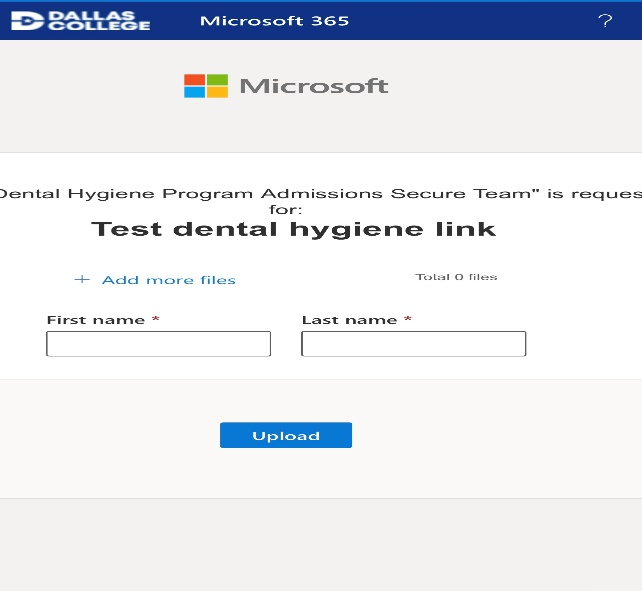 DALLAS
COLLEGE
Microsoft 365
?
Microsoft
Dental Hygiene Program Admissions Secure Team" is reques
for:
Test dental hygiene link
+ Add more files
Total 0 files
First name *
Last name *
Upload